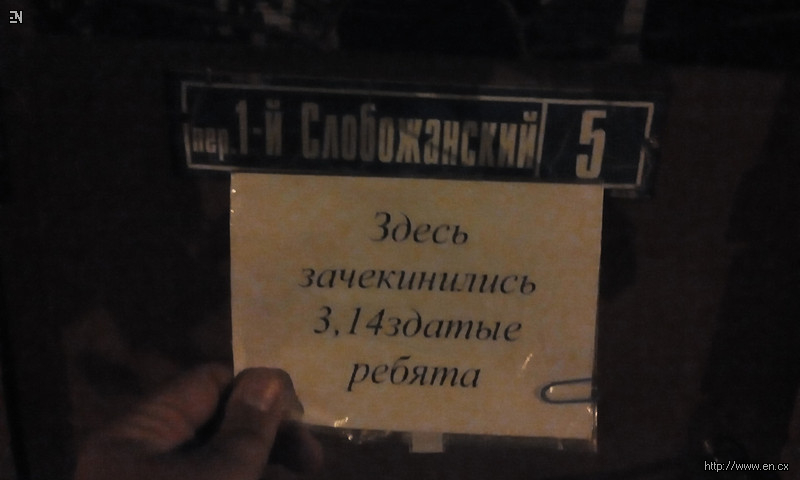 EN
пер. 1-й Слобожанский 5
Здесь
зачекинились
3,14здатые
ребята
http://www.en.cx